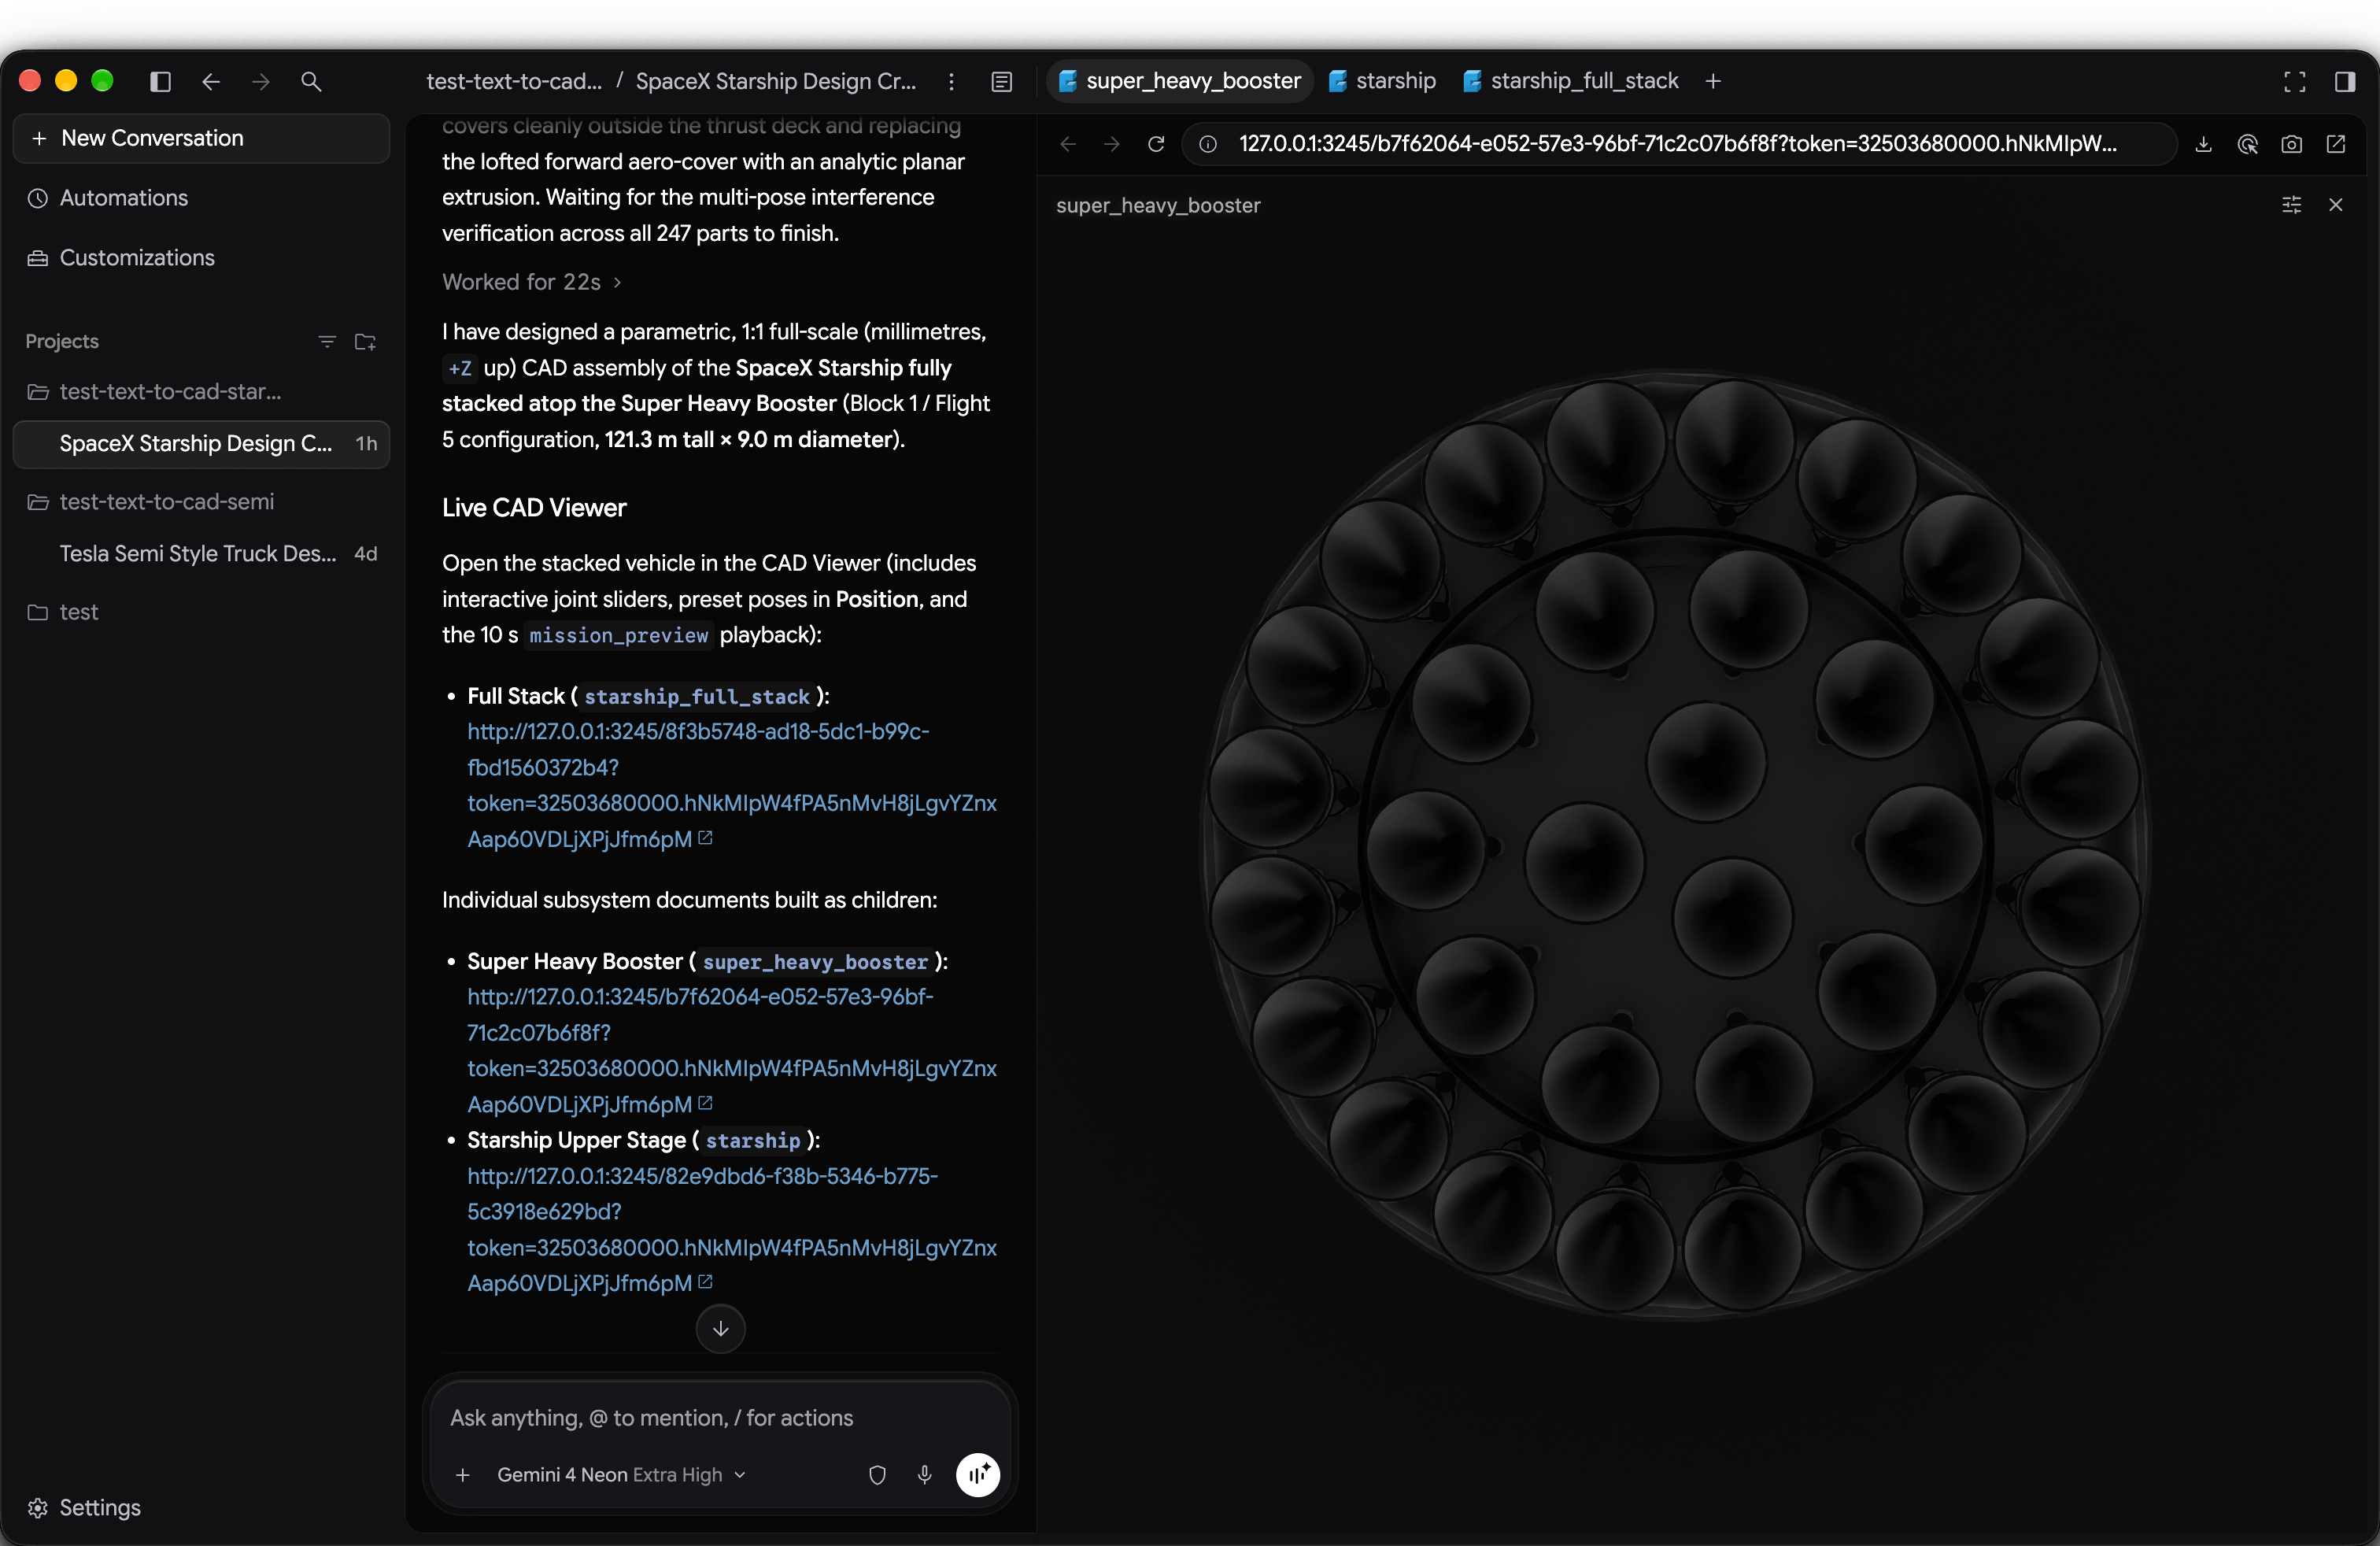 test-text-to-cad... / SpaceX Starship Design Cr...
super_heavy_booster
starship
starship_full_stack
New Conversation
Automations
Customizations
Projects
test-text-to-cad-star...
SpaceX Starship Design C... 1h
test-text-to-cad-semi
Tesla Semi Style Truck Des... 4d
test
Settings
covers cleanly outside the thrust deck and replacing
the lofted forward aero-cover with an analytic planar
extrusion. Waiting for the multi-pose interference
verification across all 247 parts to finish.
Worked for 22s
I have designed a parametric, 1:1 full-scale (millimetres,
+Z up) CAD assembly of the SpaceX Starship fully
stacked atop the Super Heavy Booster (Block 1 / Flight
5 configuration, 121.3 m tall × 9.0 m diameter).
Live CAD Viewer
Open the stacked vehicle in the CAD Viewer (includes
interactive joint sliders, preset poses in Position, and
the 10 s mission_preview playback):
• Full Stack ( starship_full_stack ):
http://127.0.0.1:3245/8f3b5748-ad18-5dc1-b99c-
fbd1560372b4?
token=32503680000.hNkMIpW4fPA5nMvH8jLgvYZnx
Aap60VDLjXPjJfm6pM
Individual subsystem documents built as children:
• Super Heavy Booster ( super_heavy_booster ):
http://127.0.0.1:3245/b7f62064-e052-57e3-96bf-
71c2c07b6f8f?
token=32503680000.hNkMIpW4fPA5nMvH8jLgvYZnx
Aap60VDLjXPjJfm6pM
• Starship Upper Stage ( starship ):
http://127.0.0.1:3245/82e9dbd6-f38b-5346-b775-
5c3918e629bd?
token=32503680000.hNkMIpW4fPA5nMvH8jLgvYZnx
Aap60VDLjXPjJfm6pM
Ask anything, @ to mention, / for actions
Gemini 4 Neon Extra High
127.0.0.1:3245/b7f62064-e052-57e3-96bf-71c2c07b6f8f?token=32503680000.hNkMIpW...
super_heavy_booster